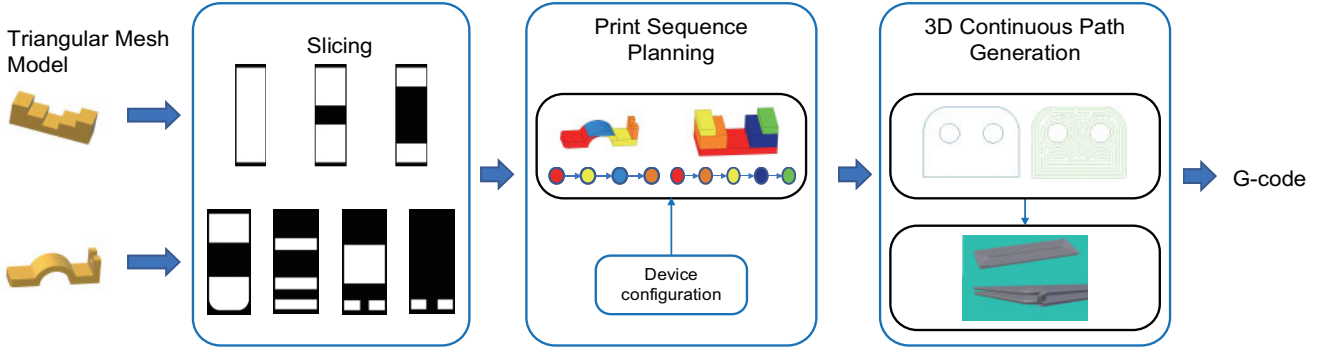 Triangular Mesh
Model
Slicing
Print Sequence
Planning
Device
configuration
3D Continuous Path
Generation
G-code